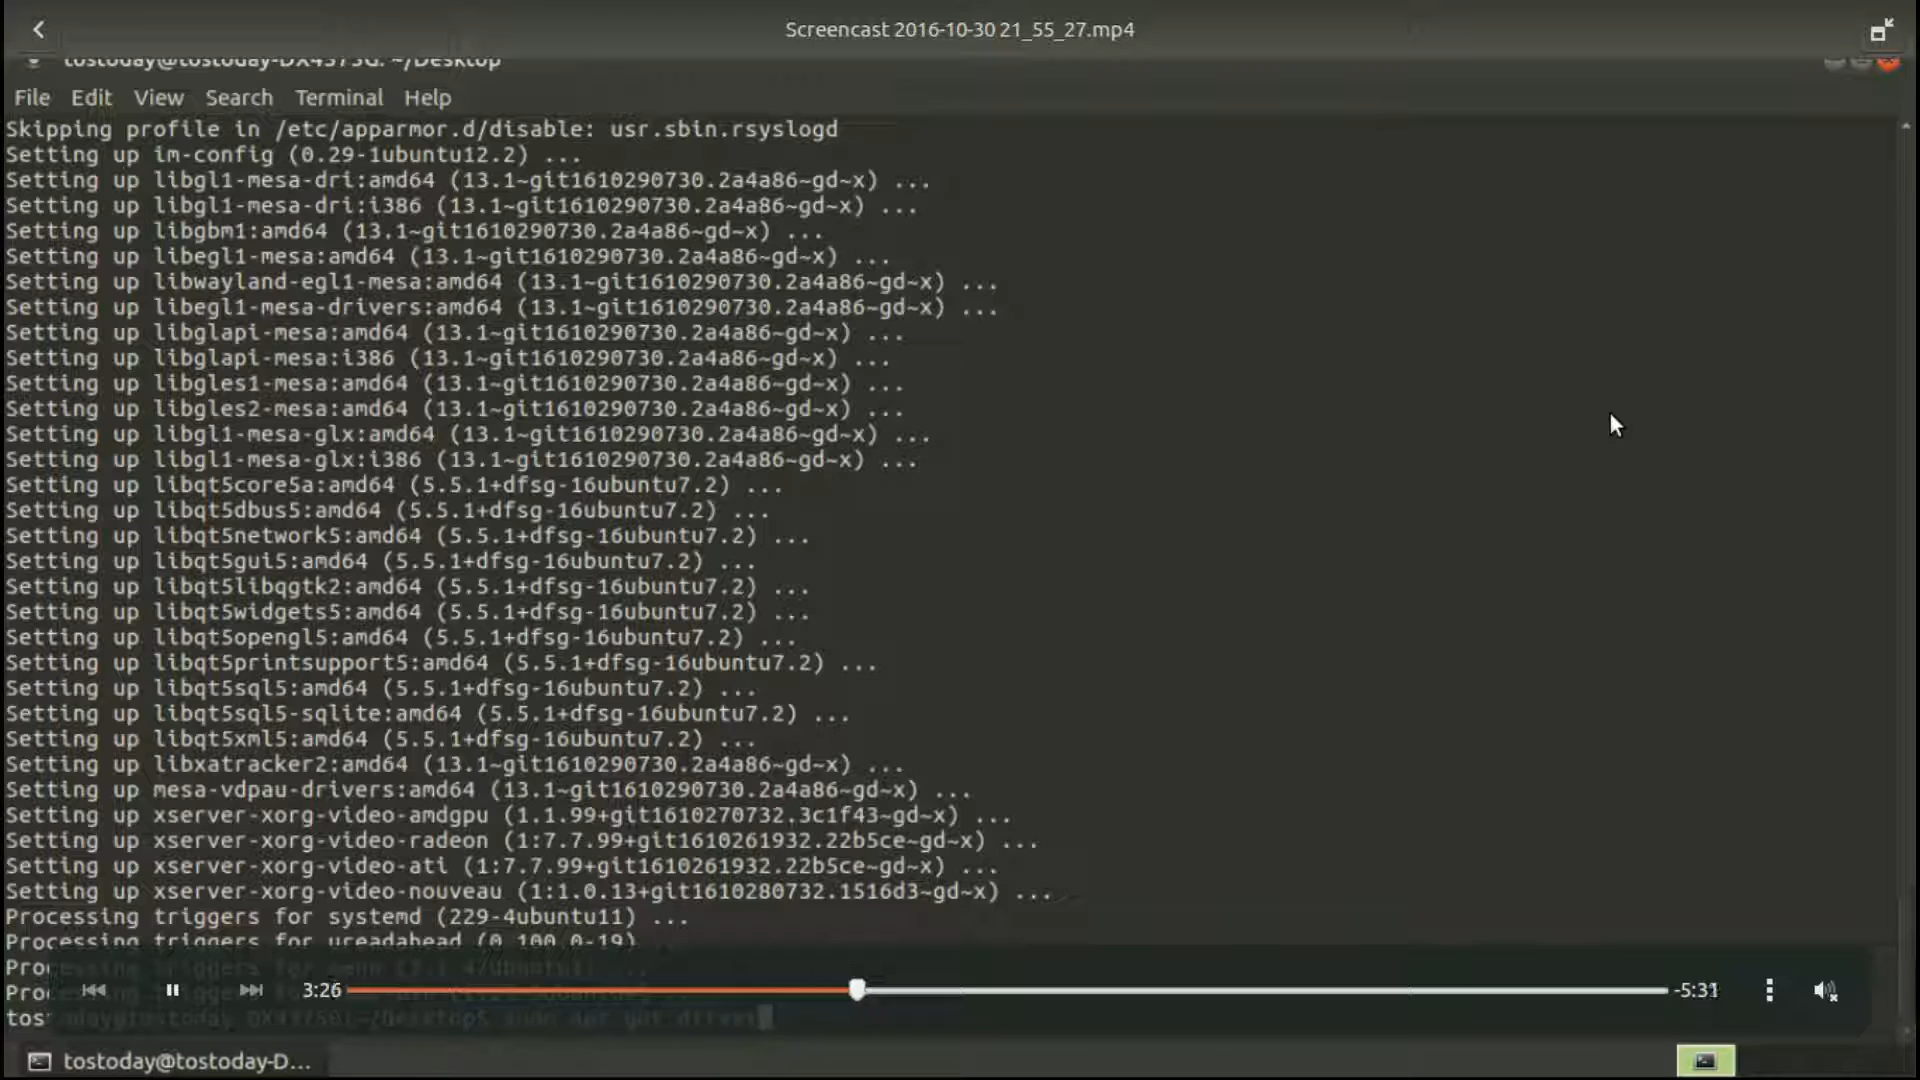 Screencast 2016-10-30 21_55_27.mp4
tostoday@tostoday-DX4375G: ~/Desktop
File Edit View Search Terminal Help
Skipping profile in /etc/apparmor.d/disable: usr.sbin.rsyslogd
Setting up im-config (0.29-1ubuntu12.2) ...
Setting up libgl1-mesa-dri:amd64 (13.1~git1610290730.2a4a86~gd~x) ...
Setting up libgl1-mesa-dri:i386 (13.1~git1610290730.2a4a86~gd~x) ...
Setting up libgbm1:amd64 (13.1~git1610290730.2a4a86~gd~x) ...
Setting up libegl1-mesa:amd64 (13.1~git1610290730.2a4a86~gd~x) ...
Setting up libwayland-egl1-mesa:amd64 (13.1~git1610290730.2a4a86~gd~x) ...
Setting up libegl1-mesa-drivers:amd64 (13.1~git1610290730.2a4a86~gd~x) ...
Setting up libglapi-mesa:amd64 (13.1~git1610290730.2a4a86~gd~x) ...
Setting up libglapi-mesa:i386 (13.1~git1610290730.2a4a86~gd~x) ...
Setting up libgles1-mesa:amd64 (13.1~git1610290730.2a4a86~gd~x) ...
Setting up libgles2-mesa:amd64 (13.1~git1610290730.2a4a86~gd~x) ...
Setting up libgl1-mesa-glx:amd64 (13.1~git1610290730.2a4a86~gd~x) ...
Setting up libgl1-mesa-glx:i386 (13.1~git1610290730.2a4a86~gd~x) ...
Setting up libqt5core5a:amd64 (5.5.1+dfsg-16ubuntu7.2) ...
Setting up libqt5dbus5:amd64 (5.5.1+dfsg-16ubuntu7.2) ...
Setting up libqt5network5:amd64 (5.5.1+dfsg-16ubuntu7.2) ...
Setting up libqt5gui5:amd64 (5.5.1+dfsg-16ubuntu7.2) ...
Setting up libqt5libqgtk2:amd64 (5.5.1+dfsg-16ubuntu7.2) ...
Setting up libqt5widgets5:amd64 (5.5.1+dfsg-16ubuntu7.2) ...
Setting up libqt5opengl5:amd64 (5.5.1+dfsg-16ubuntu7.2) ...
Setting up libqt5printsupport5:amd64 (5.5.1+dfsg-16ubuntu7.2) ...
Setting up libqt5sql5:amd64 (5.5.1+dfsg-16ubuntu7.2) ...
Setting up libqt5sql5-sqlite:amd64 (5.5.1+dfsg-16ubuntu7.2) ...
Setting up libqt5xml5:amd64 (5.5.1+dfsg-16ubuntu7.2) ...
Setting up libxatracker2:amd64 (13.1~git1610290730.2a4a86~gd~x) ...
Setting up mesa-vdpau-drivers:amd64 (13.1~git1610290730.2a4a86~gd~x) ...
Setting up xserver-xorg-video-amdgpu (1.1.99+git1610270732.3c1f43~gd~x) ...
Setting up xserver-xorg-video-radeon (1:7.7.99+git1610261932.22b5ce~gd~x) ...
Setting up xserver-xorg-video-ati (1:7.7.99+git1610261932.22b5ce~gd~x) ...
Setting up xserver-xorg-video-nouveau (1:1.0.13+git1610280732.1516d3~gd~x) ...
Processing triggers for systemd (229-4ubuntu11) ...
Processing triggers for ureadahead (0.100.0-19)
3:26
tostoday@tostoday-D...